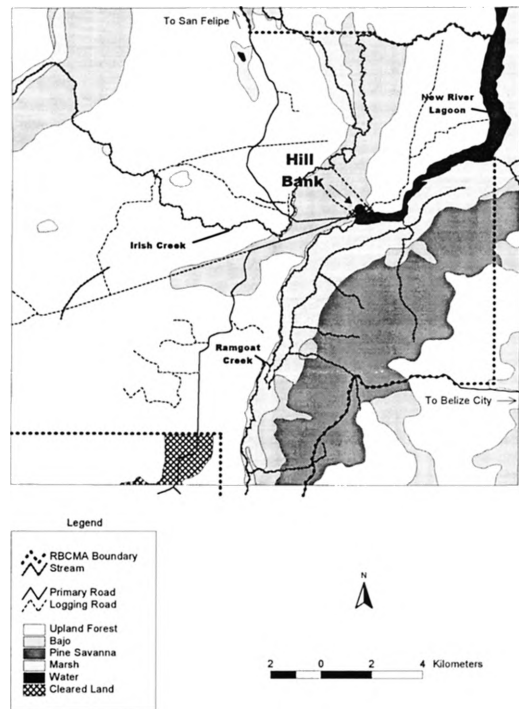 To San Felipe
New River
Lagoon
Hill
Bank
Irish Creek
Ramgoat
Creek
To Belize City
Legend
RBCMA Boundary
Stream
Primary Road
Logging Road
Upland Forest
Bajo
Pine Savanna
Marsh
Water
Cleared Land
N
2 0 2 4 Kilometers